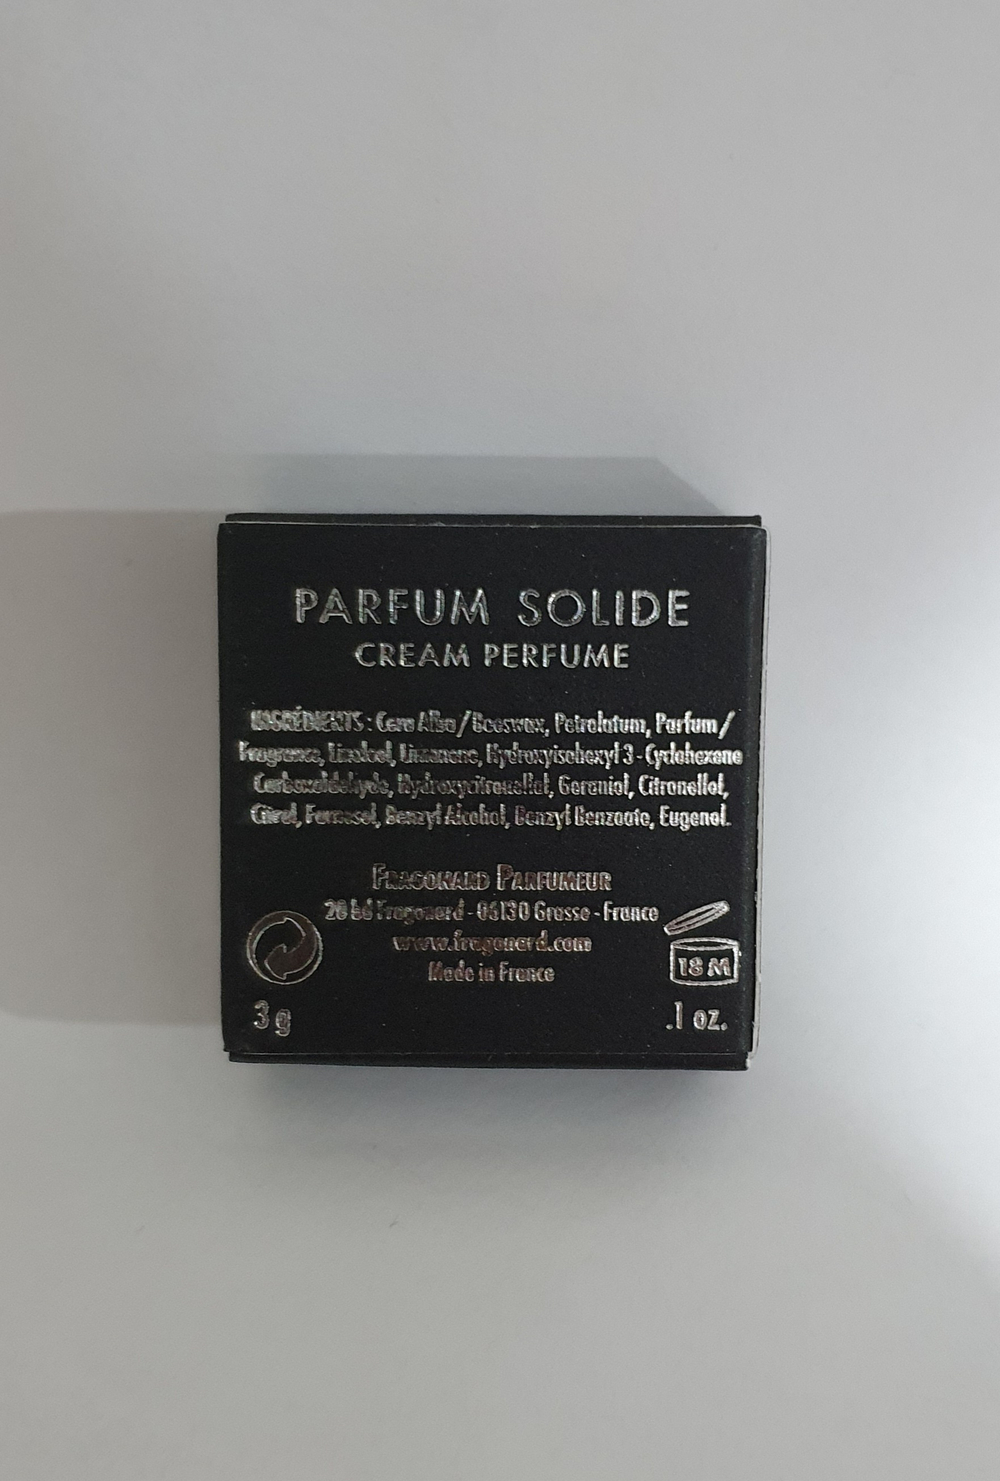 PARFUM SOLIDE
CREAM PERFUME
INGRÉDIENTS : Cera Alba / Beeswax, Petrolatum, Parfum /
Fragrance, Linalool, Limonene, Hydroxyisohexyl 3 - Cyclohexene
Carboxaldehyde, Hydroxycitronellal, Geraniol, Citronellol,
Citral, Farnesol, Benzyl Alcohol, Benzyl Benzoate, Eugenol.
FRAGONARD PARFUMEUR
20 bd Fragonard - 06130 Grasse - France
www.fragonard.com
Made in France
18 M
3 g
.1 oz.